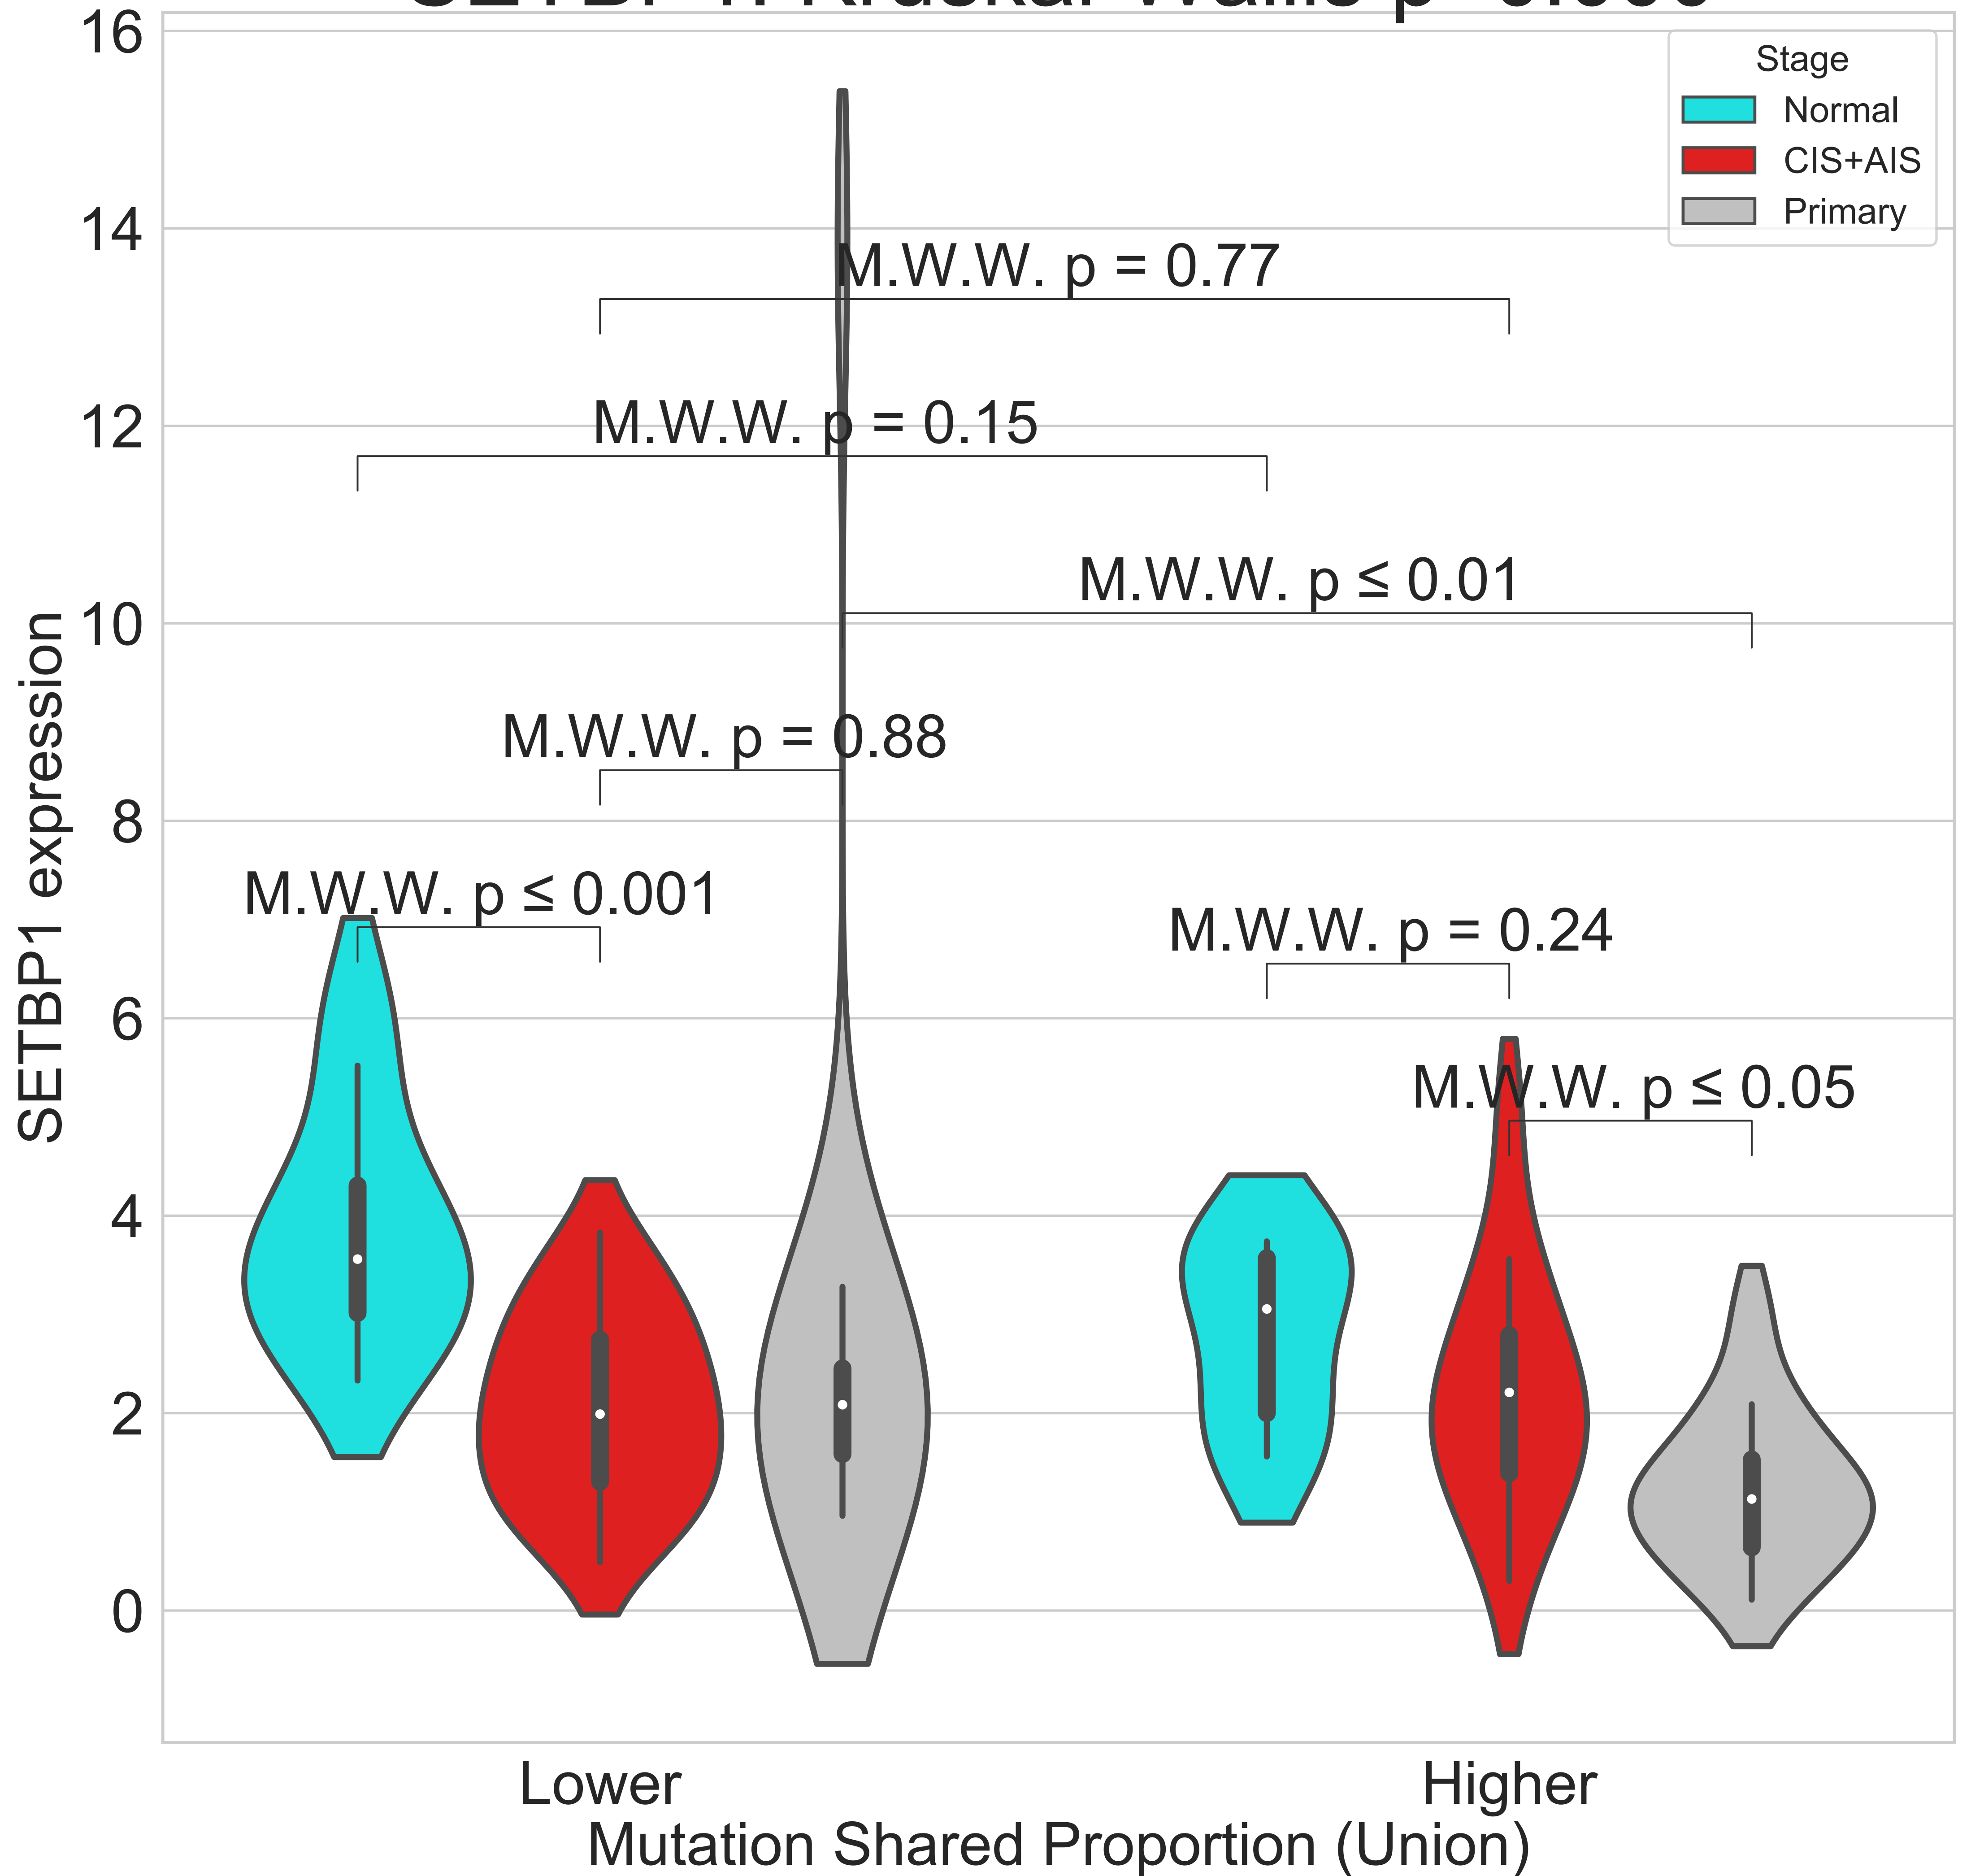 16
14
12
10
8
6
4
2
0
SETBP1 expression
Stage
Normal
CIS+AIS
Primary
M.W.W. p = 0.77
M.W.W. p = 0.15
M.W.W. p ≤ 0.01
M.W.W. p = 0.88
M.W.W. p ≤ 0.001
M.W.W. p = 0.24
M.W.W. p ≤ 0.05
Lower
Higher
Mutation Shared Proportion (Union)